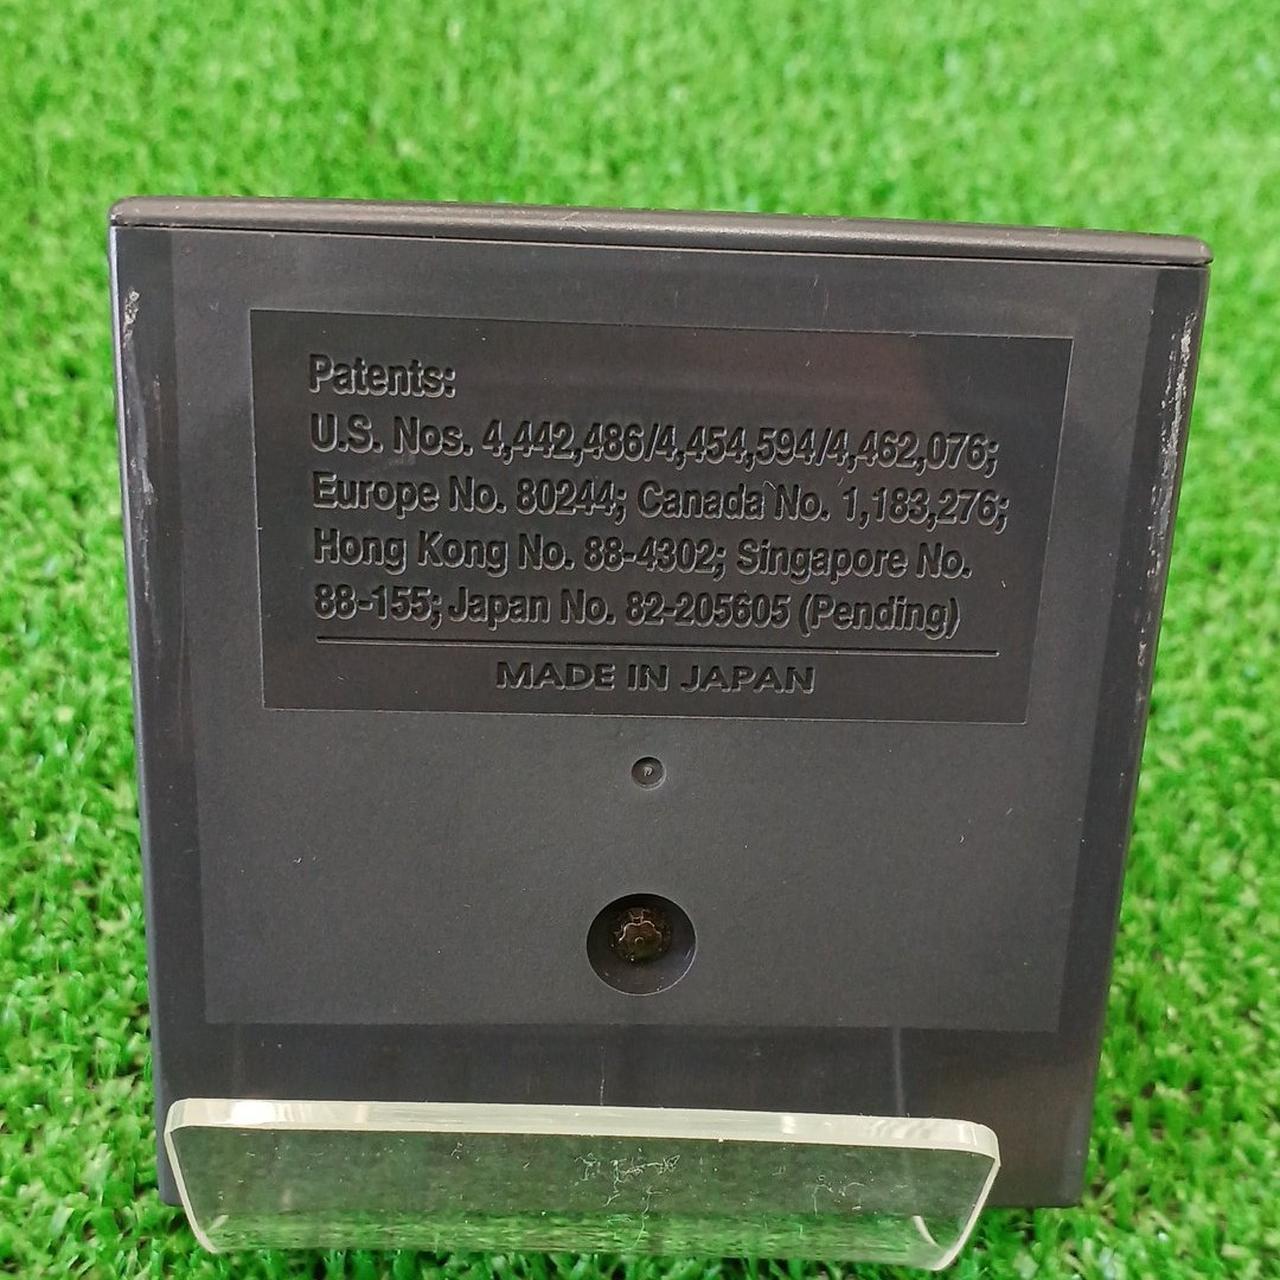 Patents:
U.S. Nos. 4,442,486/4,454,594/4,462,076;
Europe No. 80244; Canada No. 1,183,276;
Hong Kong No. 88-4302; Singapore No.
88-155; Japan No. 82-205605 (Pending)
MADE IN JAPAN